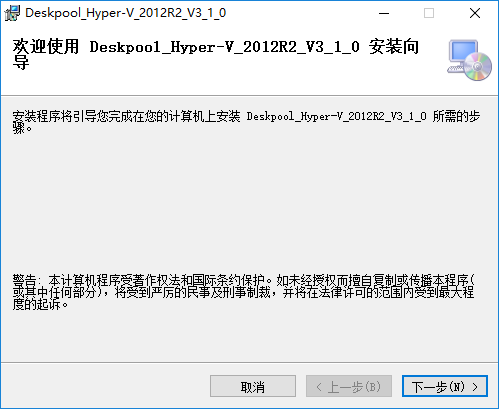 Deskpool_Hyper-V_2012R2_V3_1_0
欢迎使用 Deskpool_Hyper-V_2012R2_V3_1_0 安装向
导
安装程序将引导您完成在您的计算机上安装 Deskpool_Hyper-V_2012R2_V3_1_0 所需的步
骤。
警告: 本计算机程序受著作权法和国际条约保护。如未经授权而擅自复制或传播本程序(
或其中任何部分)，将受到严厉的民事及刑事制裁，并将在法律许可的范围内受到最大程
度的起诉。
取消
< 上一步(B)
下一步(N) >